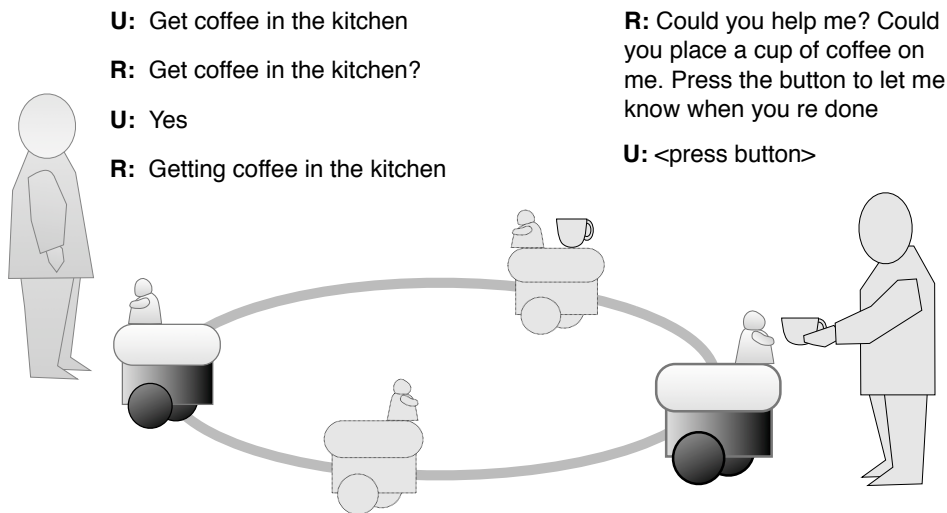 U: Get coffee in the kitchen
R: Get coffee in the kitchen?
U: Yes
R: Getting coffee in the kitchen
R: Could you help me? Could
you place a cup of coffee on
me. Press the button to let me
know when you re done
U: <press button>